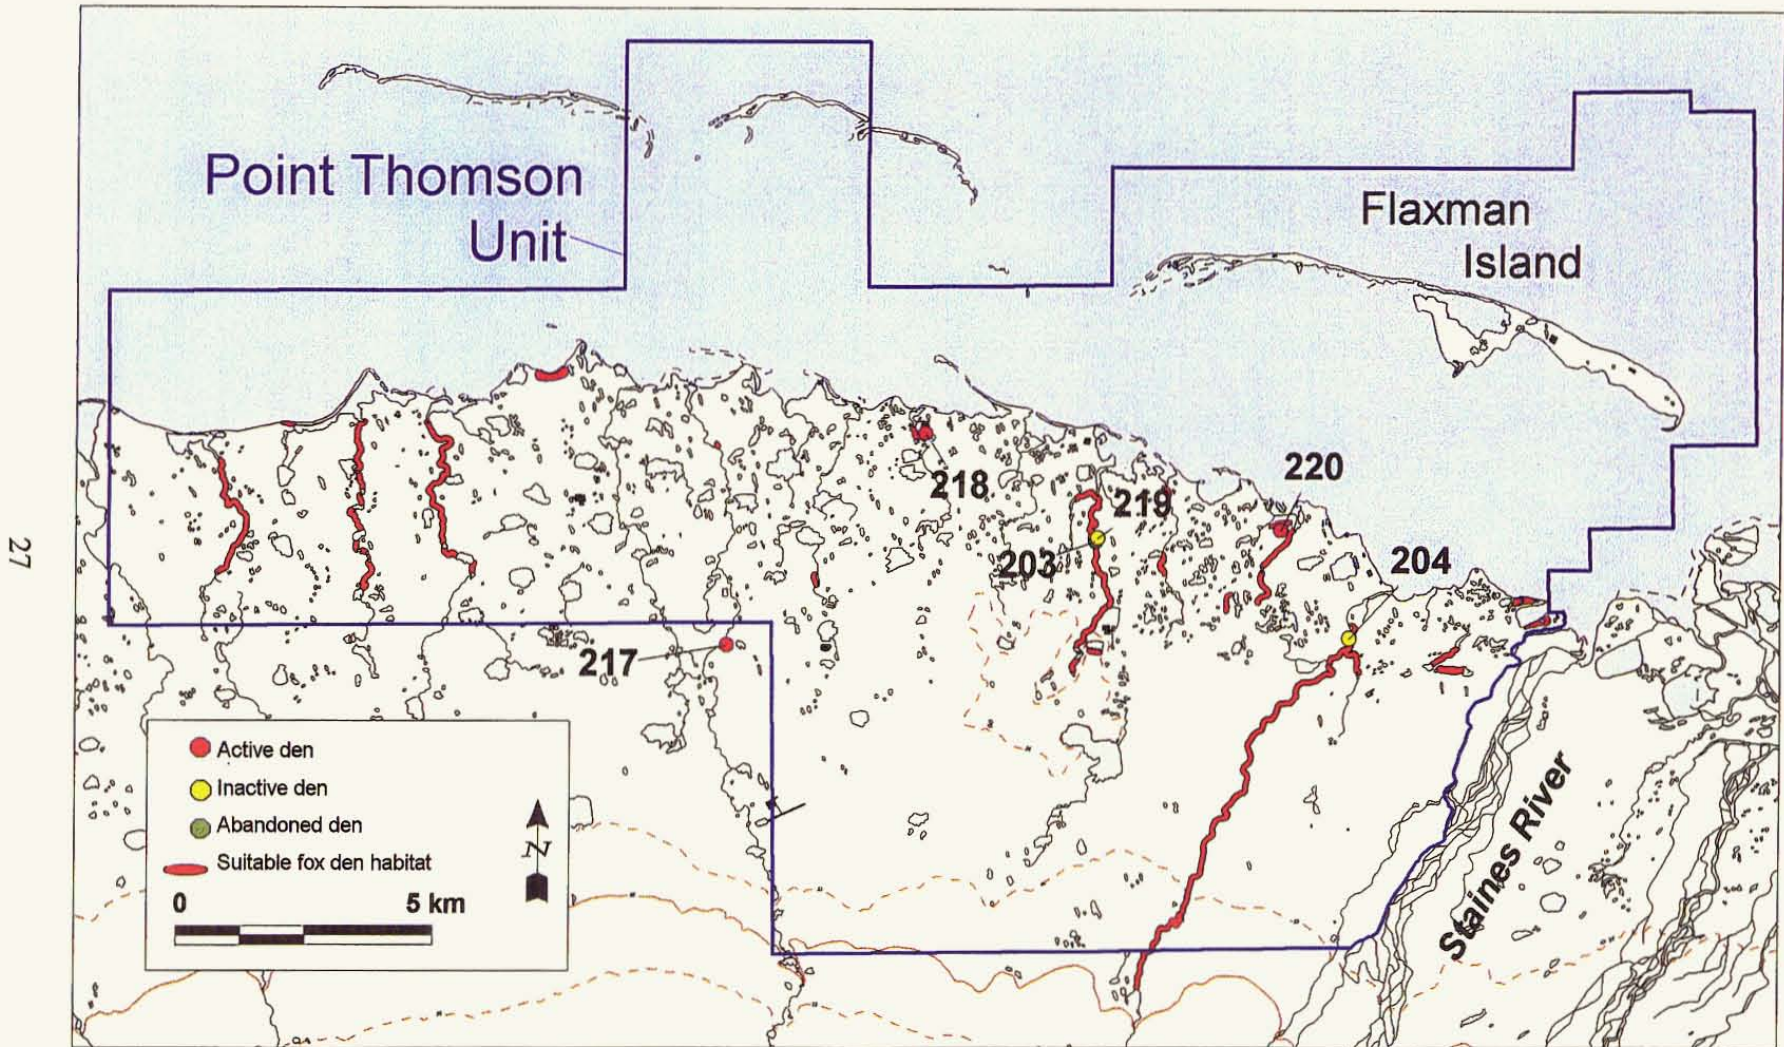 Point Thomson
Unit
Flaxman
Island
218
219
220
203
204
217
Active den
Inactive den
Abandoned den
Suitable fox den habitat
N
0 5 km
Staines River
27